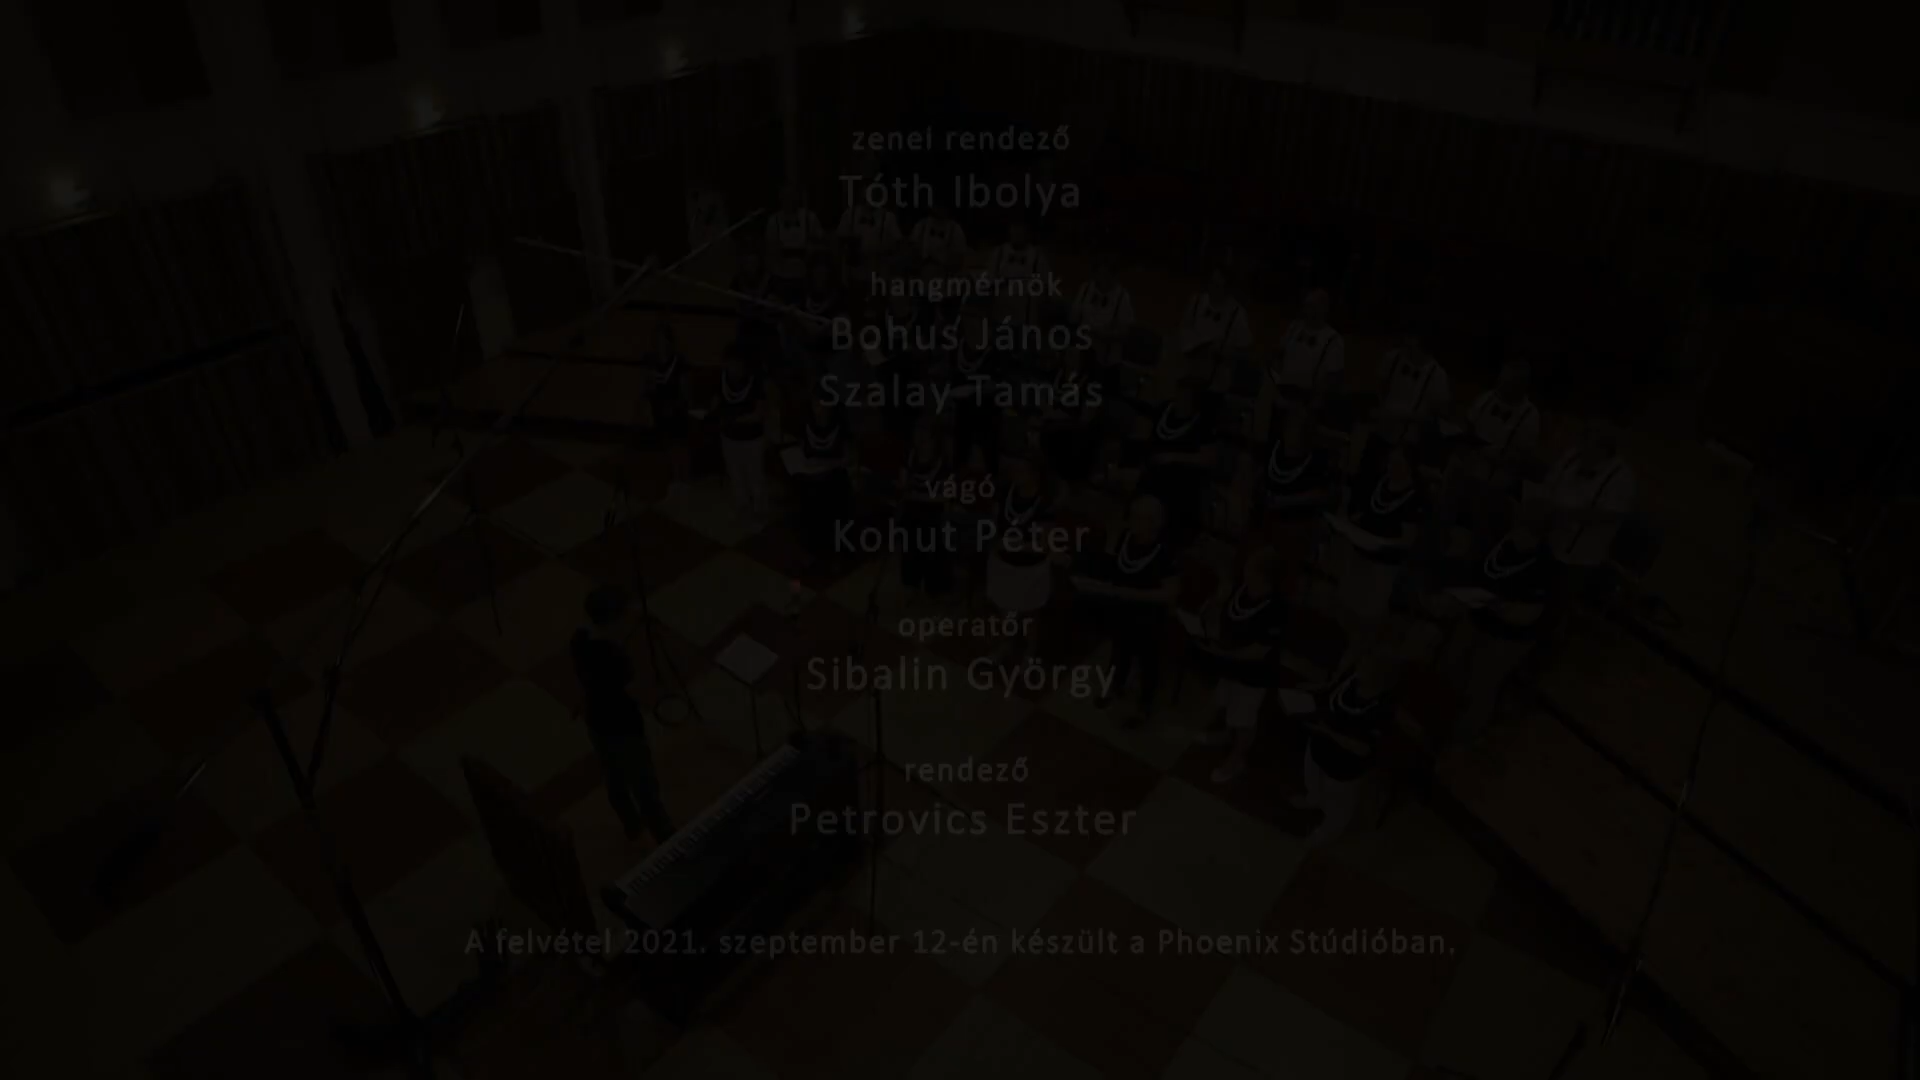 zenei rendező
Tóth Ibolya
hangmérnök
Bohus János
Szalay Tamás
vágó
Kohut Péter
operatőr
Sibalin György
rendező
Petrovics Eszter
A felvétel 2021. szeptember 12-én készült a Phoenix Stúdióban.